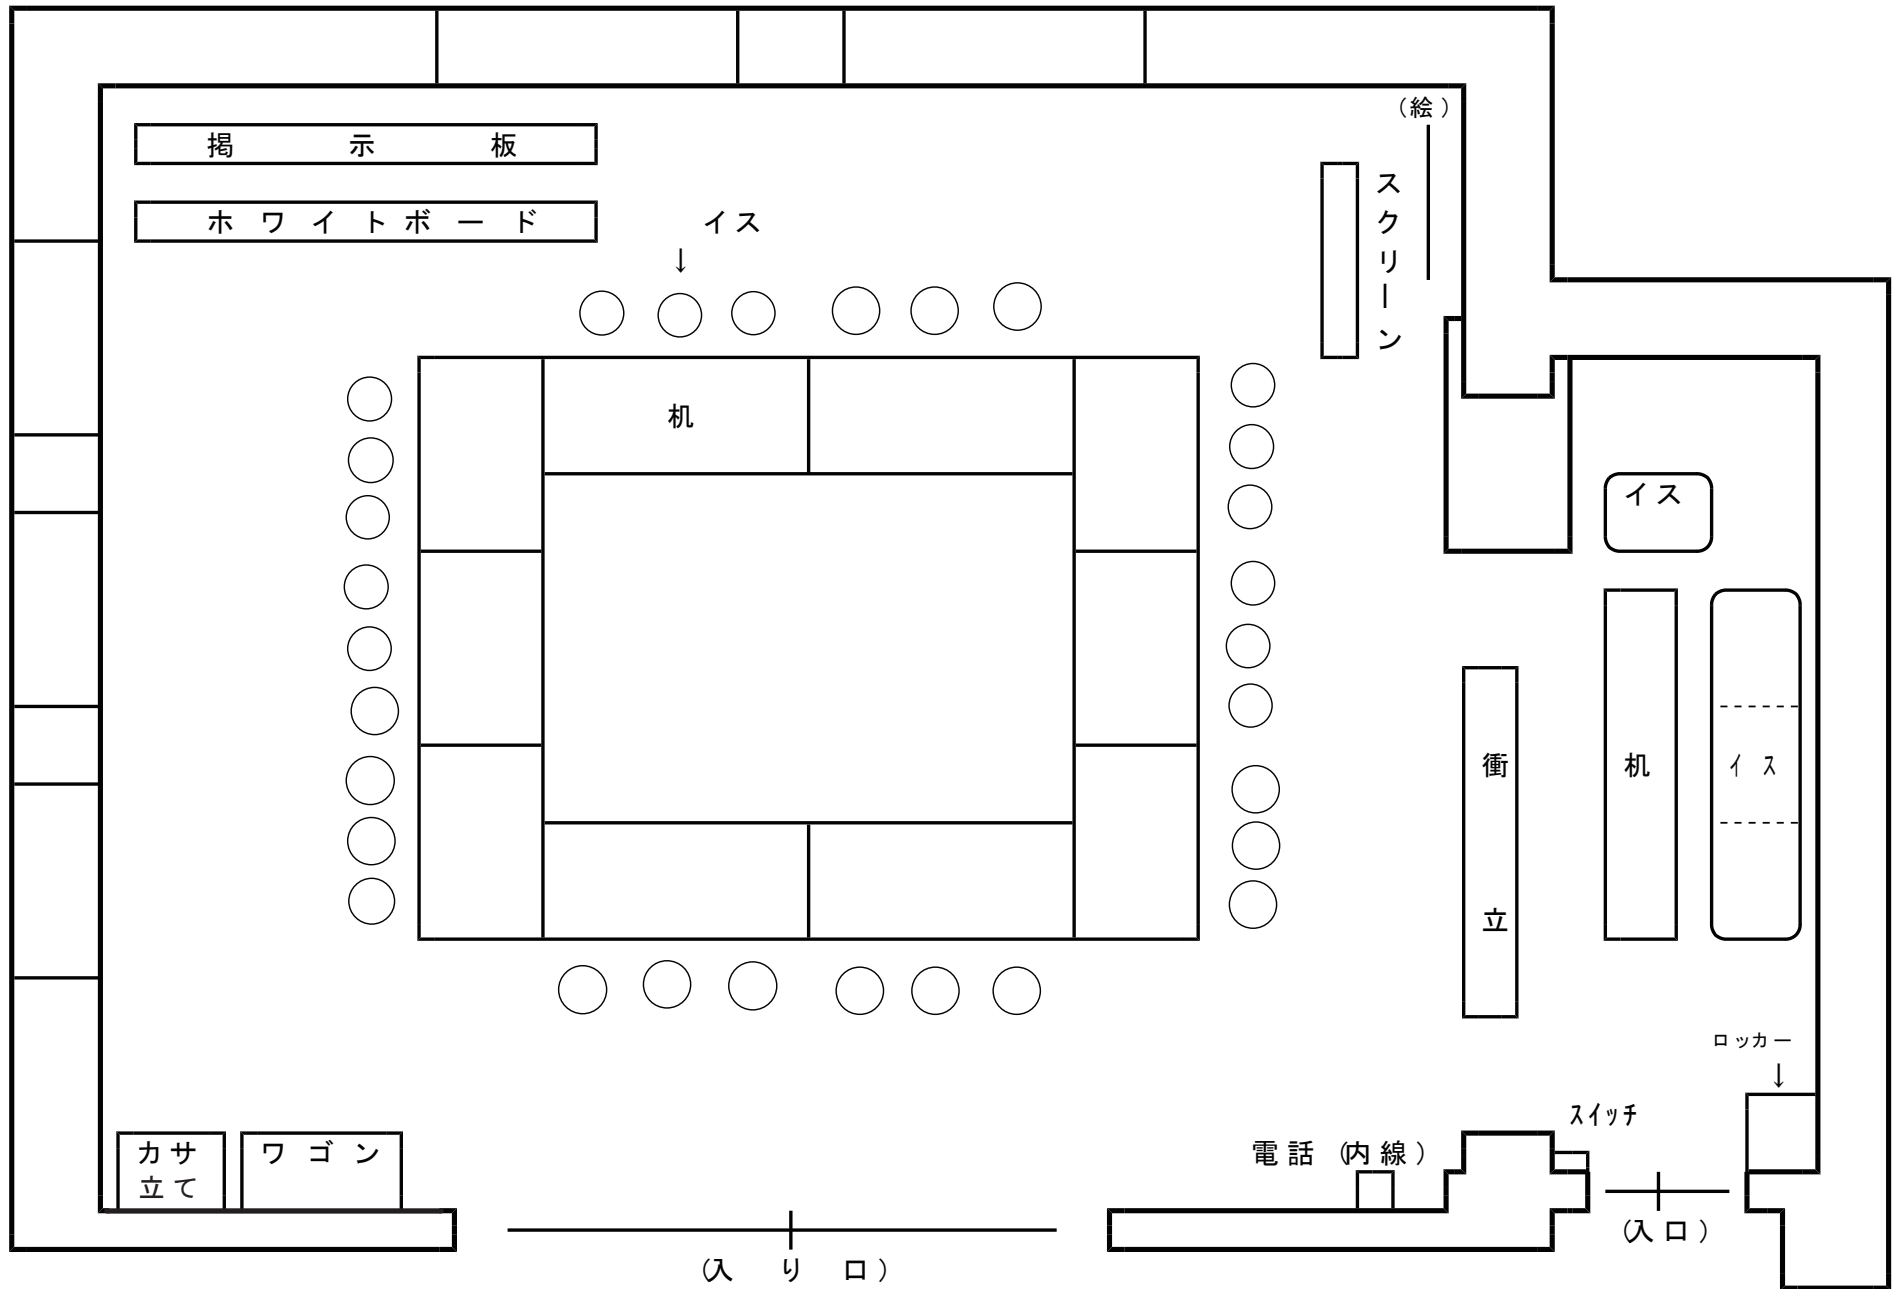 (絵)
掲示板
スクリーン
ホワイトボード
イス
↓
机
イス
衝立
机
イス
ロッカー
↓
スイッチ
カサ
立て
ワゴン
電話(内線)
(入口)
(入り口)